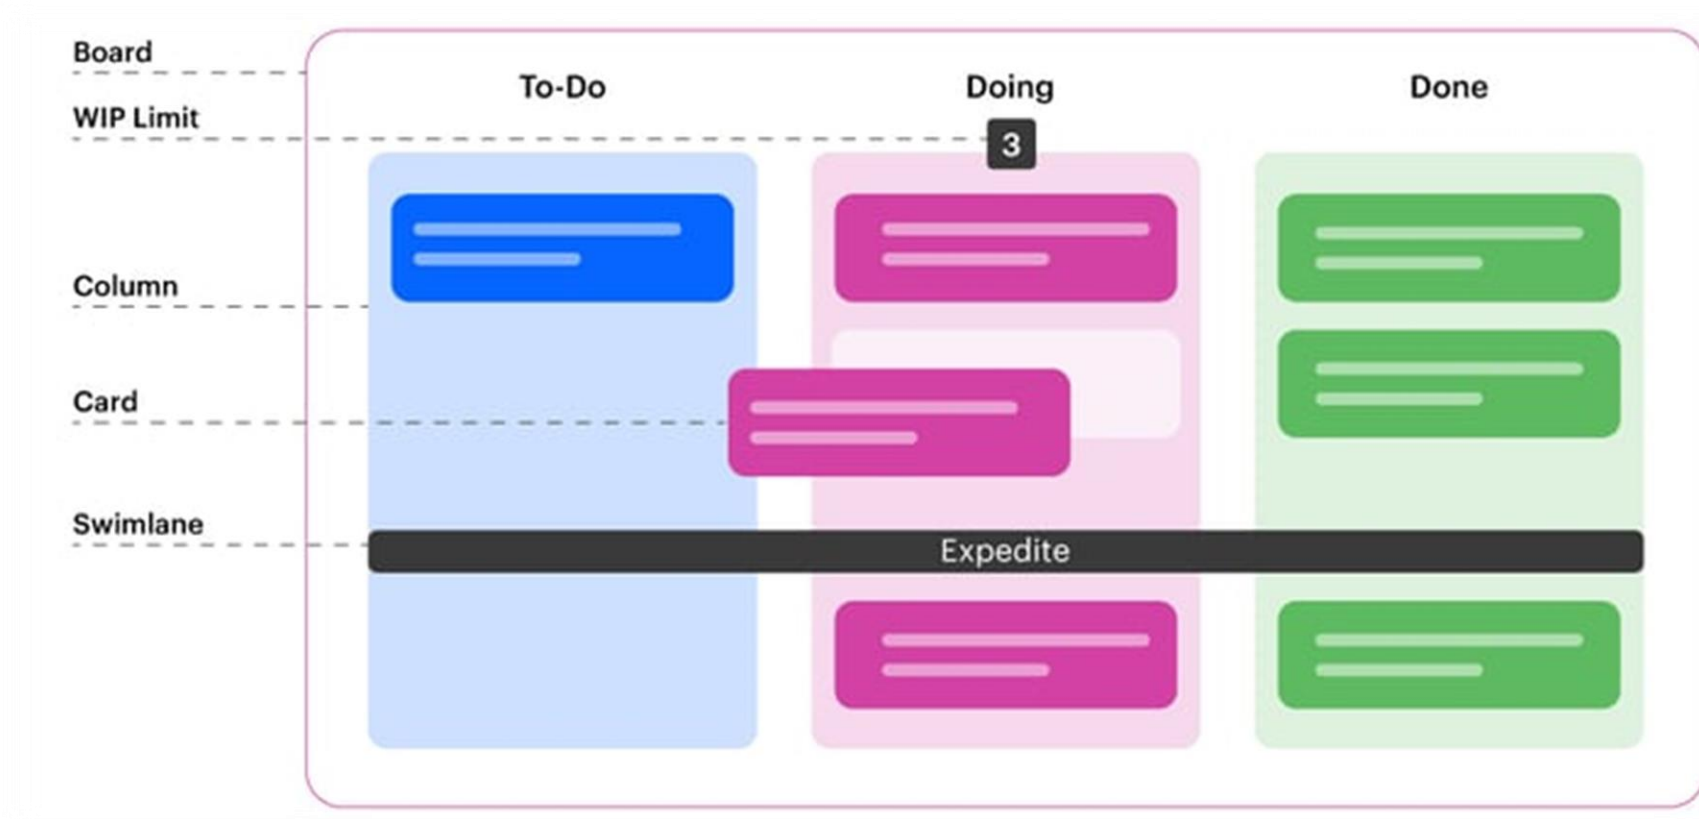 Board
WIP Limit
Column
Card
Swimlane
To-Do
Doing
Done
3
Expedite